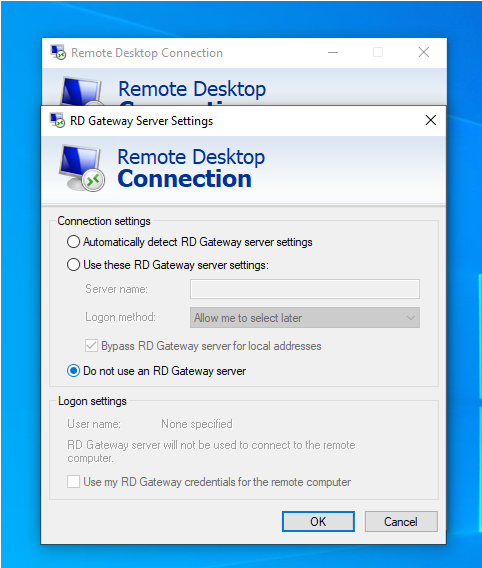 Remote Desktop Connection
Remote Desktop
RD Gateway Server Settings
Remote Desktop
Connection
Connection settings
Automatically detect RD Gateway server settings
Use these RD Gateway server settings:
Server name:
Logon method: Allow me to select later
Bypass RD Gateway server for local addresses
Do not use an RD Gateway server
Logon settings
User name: None specified
RD Gateway server will not be used to connect to the remote
computer.
Use my RD Gateway credentials for the remote computer
OK Cancel